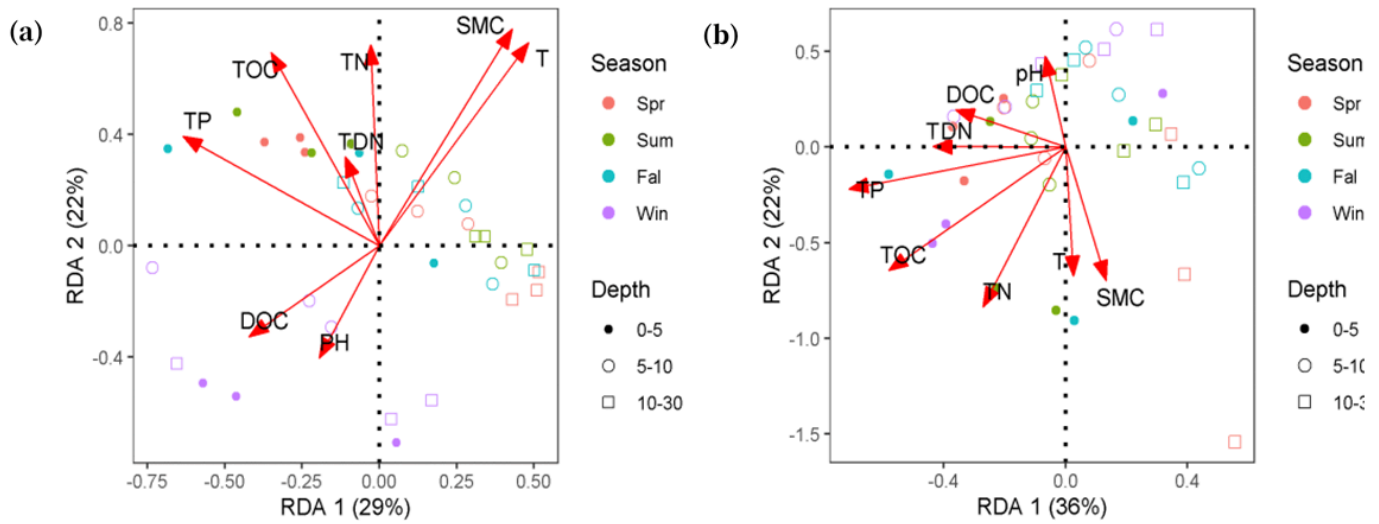 (a)
0.8
0.4
0.0
-0.4
RDA 2 (22%)
-0.75
-0.50
-0.25
0.00
0.25
0.50
RDA 1 (29%)
TP
TOC
TN
TDN
SMC
T
DOC
PH
Season
Spr
Sum
Fal
Win
Depth
0-5
5-10
10-30
(b)
0.5
0.0
-0.5
-1.0
-1.5
RDA 2 (22%)
-0.4
0.0
0.4
RDA 1 (36%)
pH
DOC
TDN
TP
TOC
TN
T
SMC
Season
Spr
Sum
Fal
Win
Depth
0-5